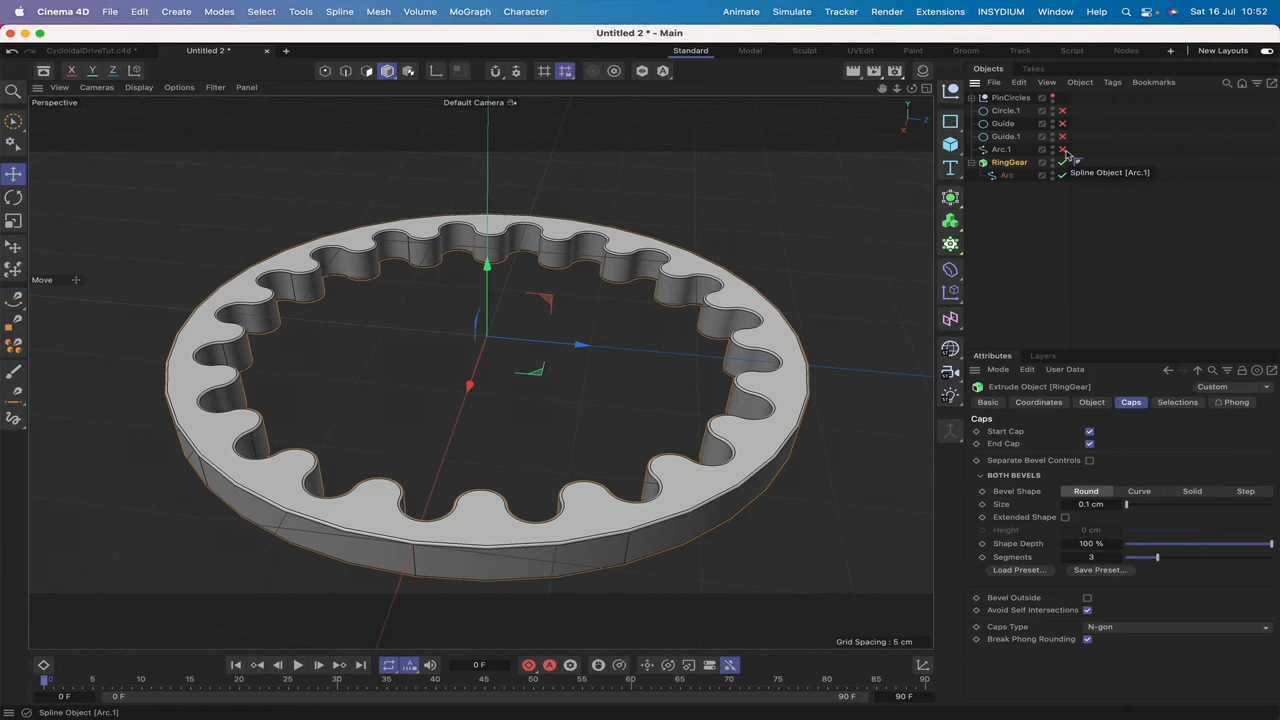 Cinema 4D File Edit Create Modes Select Tools Spline Mesh Volume MoGraph Character Animate Simulate Tracker Render Extensions INSYDIUM Window Help Sat 16 Jul 10:52
Untitled 2 * - Main
CycloidalDriveTut.c4d * Untitled 2 * Standard Model Sculpt UVEdit Paint Groom Track Script Nodes New Layouts
Objects Takes
File Edit View Object Tags Bookmarks
View Cameras Display Options Filter Panel
Perspective Default Camera
PinCircles
Circle.1
Guide
Guide.1
Arc.1
RingGear
Arc
Spline Object [Arc.1]
Y
Z
X
Move
Attributes Layers
Mode Edit User Data
Extrude Object [RingGear] Custom
Basic Coordinates Object Caps Selections Phong
Caps
Start Cap
End Cap
Separate Bevel Controls
BOTH BEVELS
Bevel Shape Round Curve Solid Step
Size 0.1 cm
Extended Shape
Height 0 cm
Shape Depth 100 %
Segments 3
Load Preset... Save Preset...
Bevel Outside
Avoid Self Intersections
Caps Type N-gon
Break Phong Rounding
Grid Spacing : 5 cm
0 F
0 5 10 15 20 25 30 35 40 45 50 55 60 65 70 75 80 85 90
0 F 0 F 90 F 90 F
Spline Object [Arc.1]